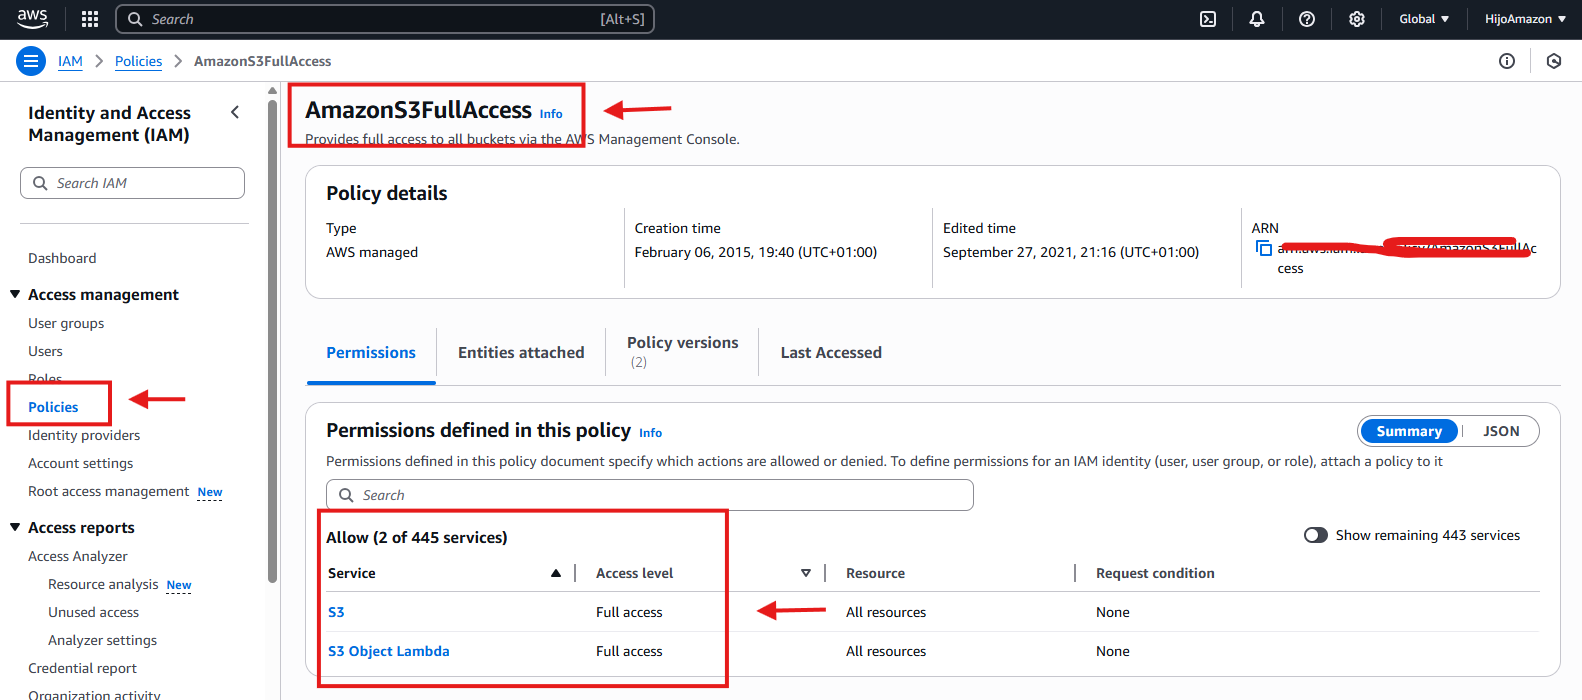 aws
Search
[Alt+S]
Global
HijoAmazon
IAM
Policies
AmazonS3FullAccess
Identity and Access
Management (IAM)
Search IAM
Dashboard
Access management
User groups
Users
Roles
Policies
Identity providers
Account settings
Root access management New
Access reports
Access Analyzer
Resource analysis New
Unused access
Analyzer settings
Credential report
Organization activity
AmazonS3FullAccess Info
Provides full access to all buckets via the AWS Management Console.
Policy details
Type
AWS managed
Creation time
February 06, 2015, 19:40 (UTC+01:00)
Edited time
September 27, 2021, 21:16 (UTC+01:00)
ARN
cess
Permissions
Entities attached
Policy versions
(2)
Last Accessed
Permissions defined in this policy Info
Summary
JSON
Permissions defined in this policy document specify which actions are allowed or denied. To define permissions for an IAM identity (user, user group, or role), attach a policy to it
Search
Allow (2 of 445 services)
Show remaining 443 services
Service
Access level
Resource
Request condition
S3
Full access
All resources
None
S3 Object Lambda
Full access
All resources
None